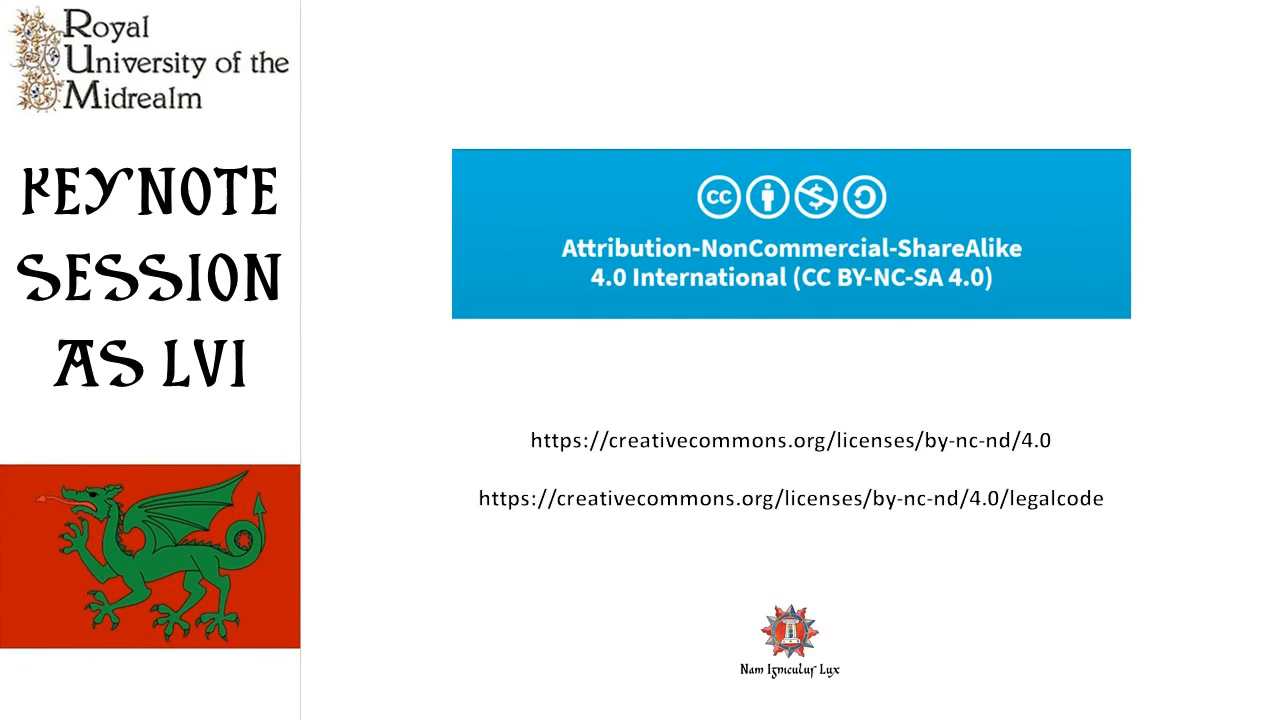 Royal
University of the
Midrealm
KEYNOTE
SESSION
AS LVI
cc
Attribution-NonCommercial-ShareAlike
4.0 International (CC BY-NC-SA 4.0)
https://creativecommons.org/licenses/by-nc-nd/4.0
https://creativecommons.org/licenses/by-nc-nd/4.0/legalcode
Nam Igniculus Lux